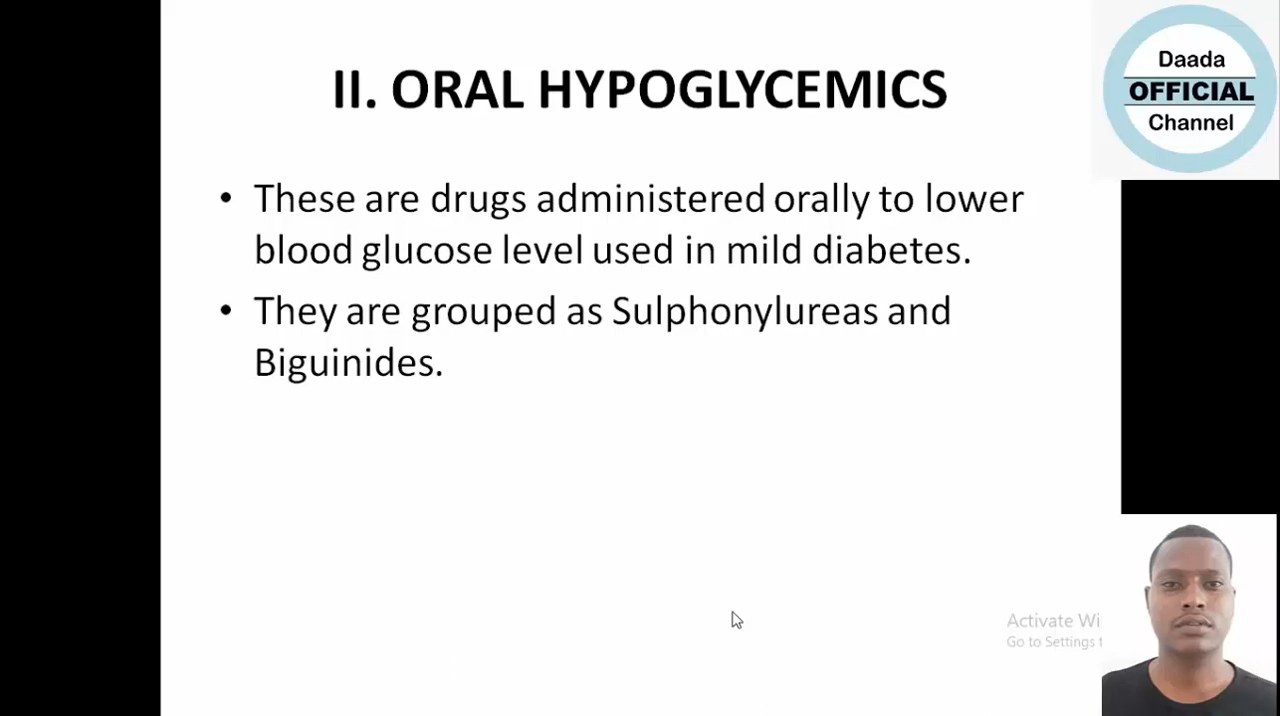 II. ORAL HYPOGLYCEMICS
Daada
OFFICIAL
Channel
• These are drugs administered orally to lower
blood glucose level used in mild diabetes.
• They are grouped as Sulphonylureas and
Biguinides.
Activate Wi
Go to Settings t